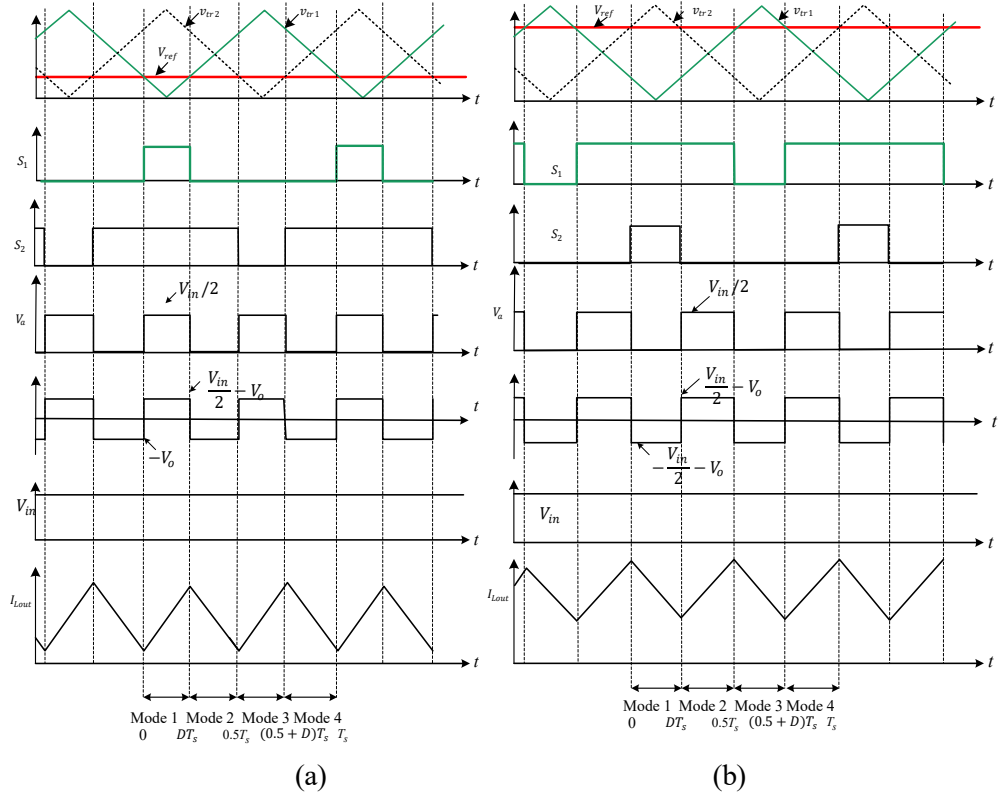 v_tr2
v_tr1
V_ref
t
S_1
t
S_2
t
V_in/2
V_a
t
V_in/2 − V_o
t
−V_o
V_in
t
I_Lout
t
Mode 1 Mode 2 Mode 3 Mode 4
0 DT_s 0.5T_s (0.5 + D)T_s T_s
(a)
V_ref
v_tr2
v_tr1
t
S_1
t
S_2
t
V_in/2
V_a
t
V_in/2 − V_o
t
−V_in/2 − V_o
V_in
t
I_Lout
t
Mode 1 Mode 2 Mode 3 Mode 4
0 DT_s 0.5T_s (0.5 + D)T_s T_s
(b)